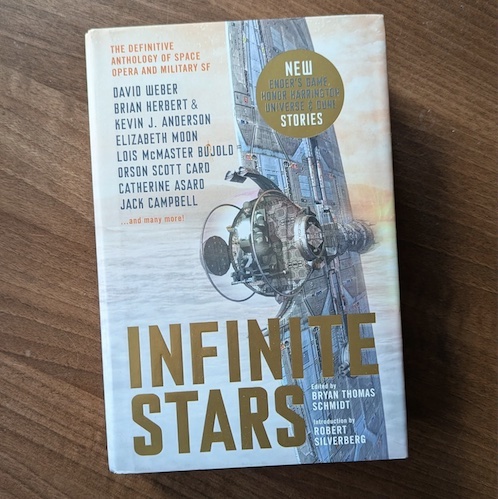 THE DEFINITIVE
ANTHOLOGY OF SPACE
OPERA AND MILITARY SF
DAVID WEBER
BRIAN HERBERT &
KEVIN J. ANDERSON
ELIZABETH MOON
LOIS McMASTER BUJOLD
ORSON SCOTT CARD
CATHERINE ASARO
JACK CAMPBELL
...and many more!
NEW
ENDER'S GAME,
HONOR HARRINGTON
UNIVERSE & DUNE
STORIES
INFINITE
STARS
Edited by
BRYAN THOMAS
SCHMIDT
Introduction by
ROBERT
SILVERBERG